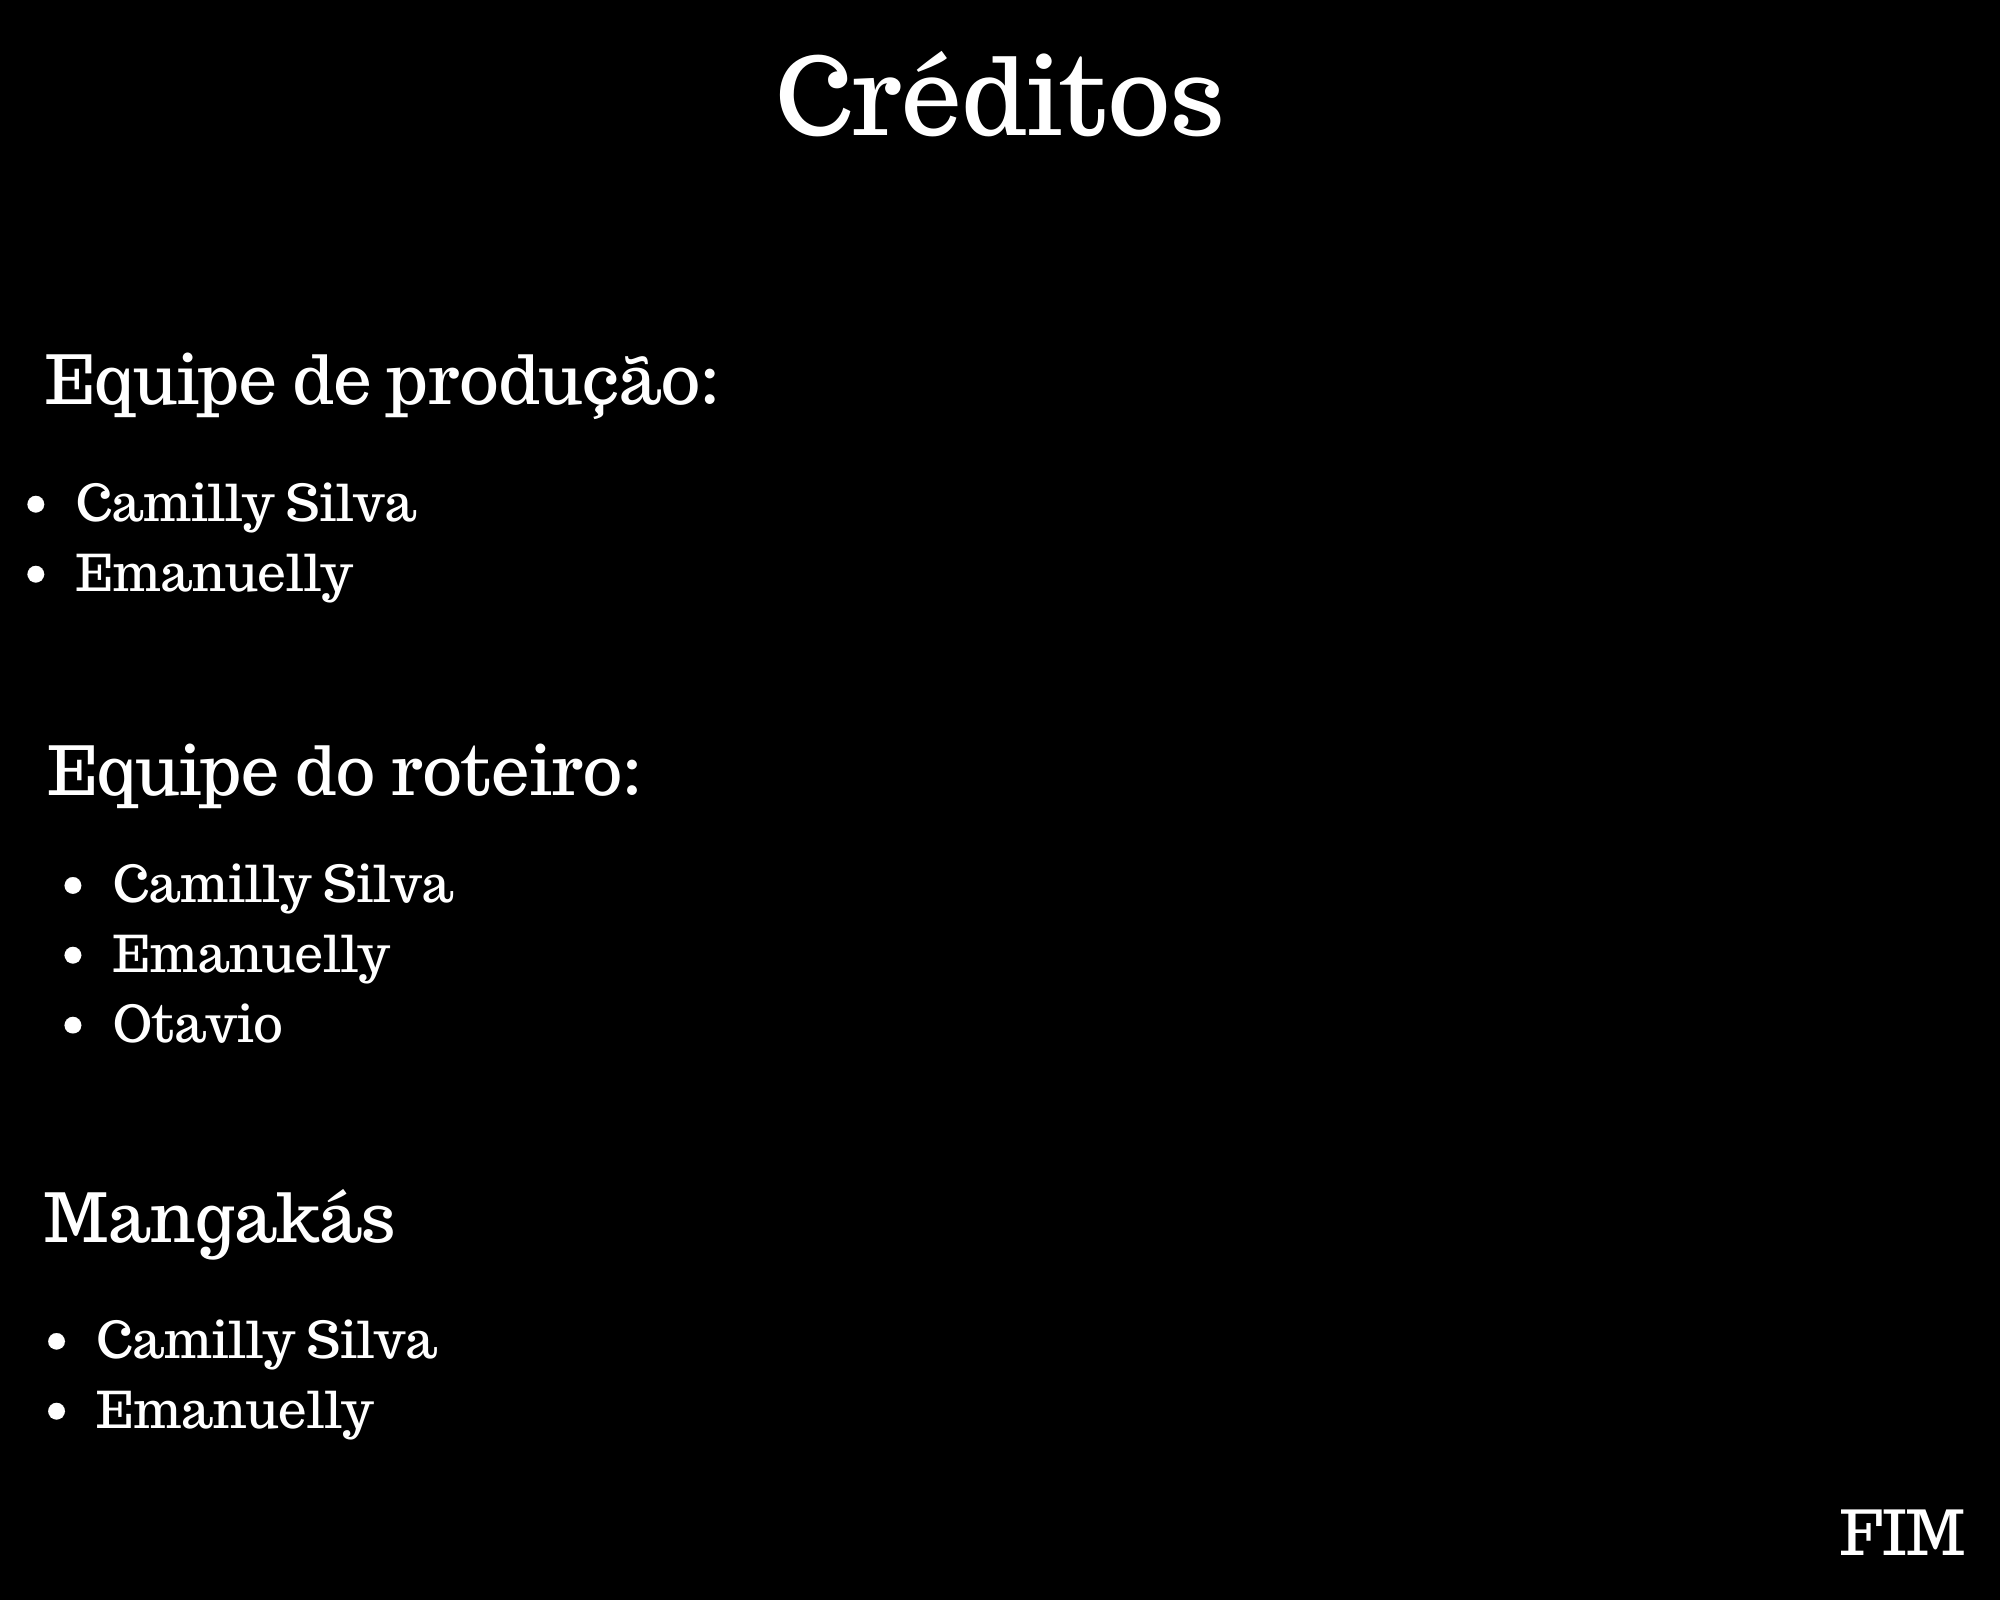 Créditos
Equipe de produção:
• Camilly Silva
• Emanuelly
Equipe do roteiro:
• Camilly Silva
• Emanuelly
• Otavio
Mangakás
• Camilly Silva
• Emanuelly
FIM